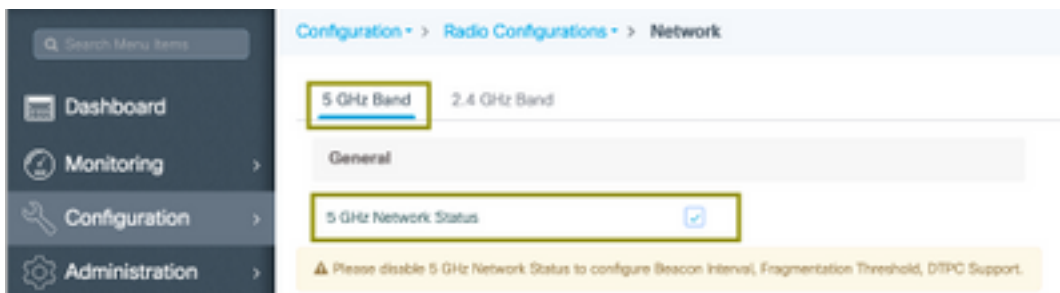 Search Menu Items
Configuration > Radio Configurations > Network
Dashboard
Monitoring
Configuration
Administration
5 GHz Band 2.4 GHz Band
General
5 GHz Network Status
Please disable 5 GHz Network Status to configure Beacon Interval, Fragmentation Threshold, DTPC Support.